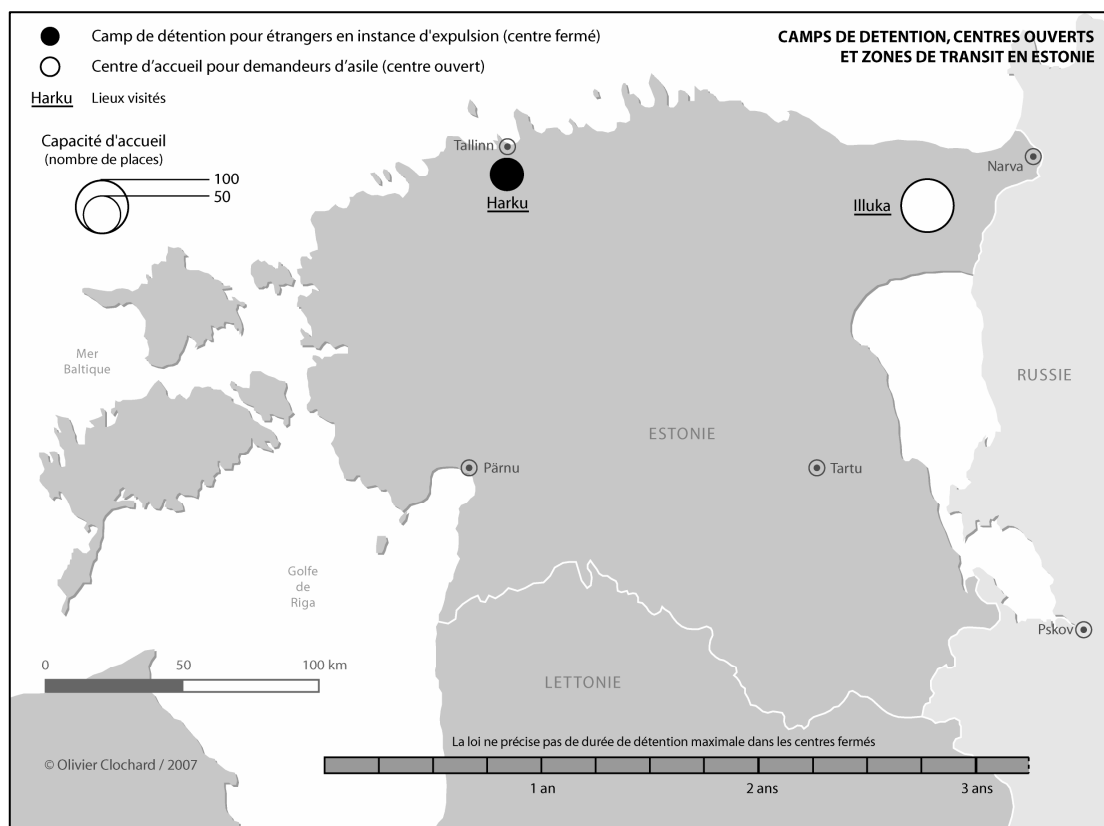 Camp de détention pour étrangers en instance d'expulsion (centre fermé)
Centre d'accueil pour demandeurs d'asile (centre ouvert)
Harku Lieux visités
CAMPS DE DETENTION, CENTRES OUVERTS
ET ZONES DE TRANSIT EN ESTONIE
Capacité d'accueil
(nombre de places)
100
50
Tallinn
Harku
Illuka
Narva
Mer
Baltique
RUSSIE
ESTONIE
Pärnu
Tartu
Golfe
de
Riga
Pskov
0 50 100 km
LETTONIE
La loi ne précise pas de durée de détention maximale dans les centres fermés
© Olivier Clochard / 2007
1 an 2 ans 3 ans